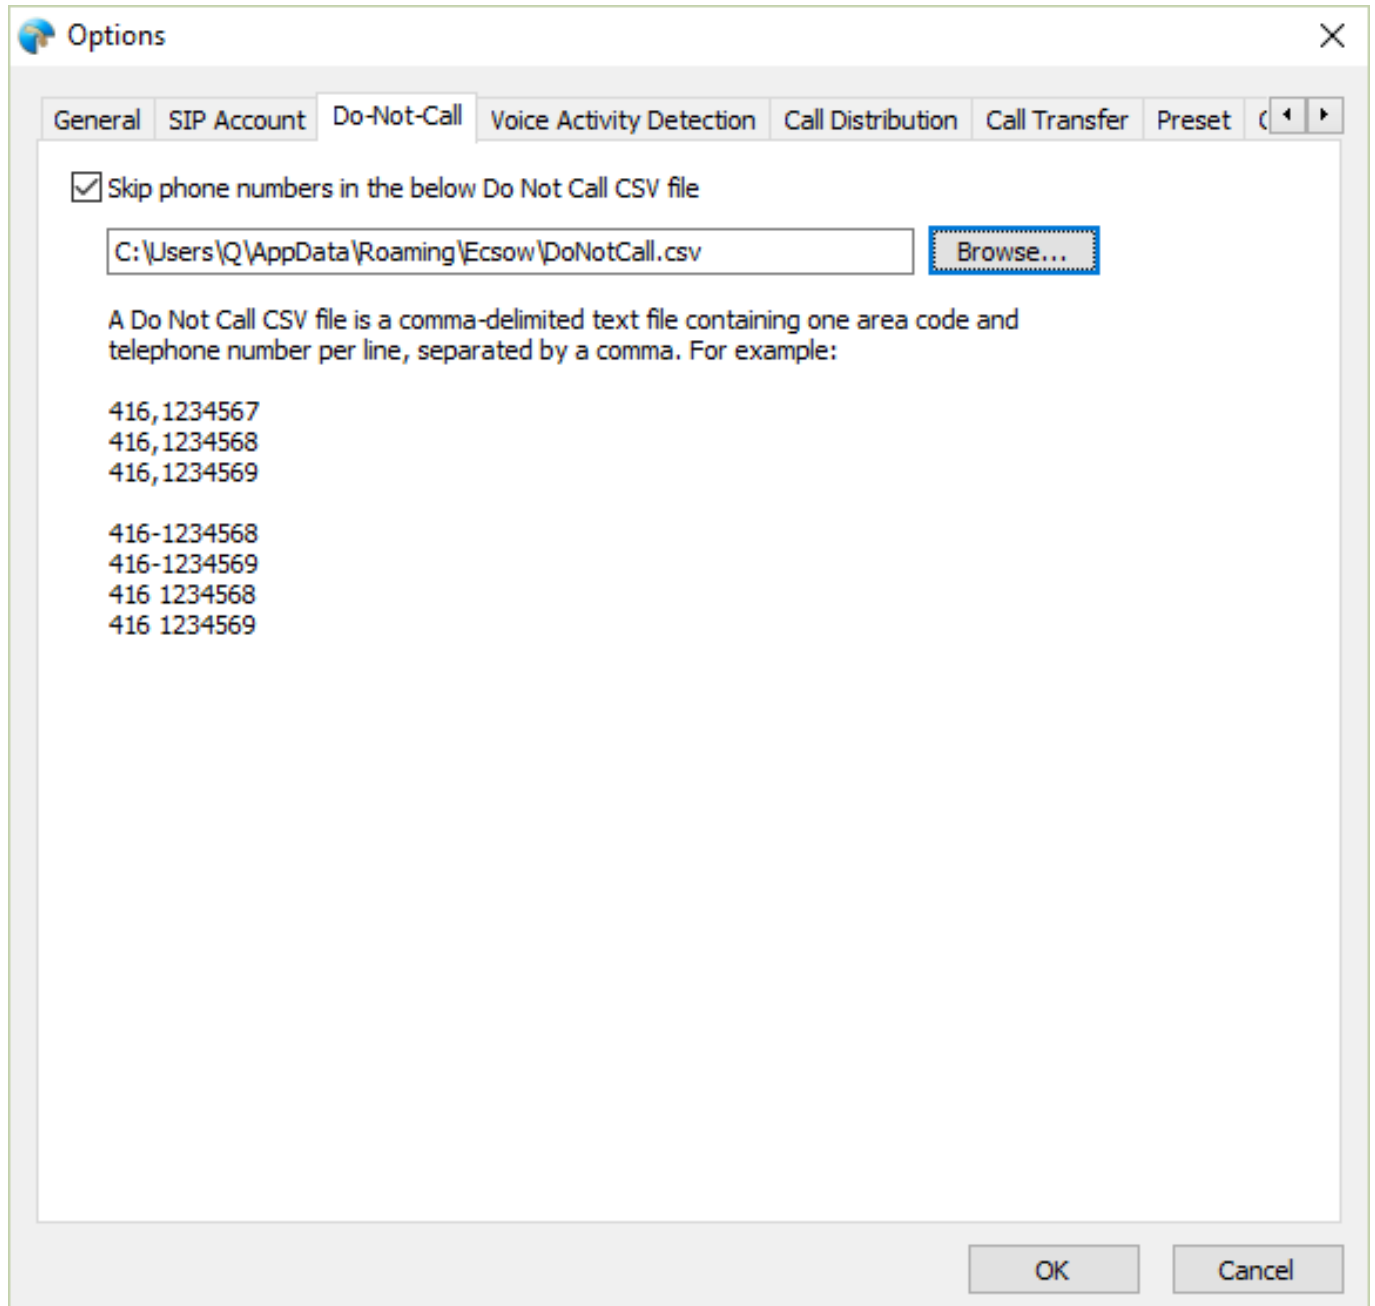 Options
General SIP Account Do-Not-Call Voice Activity Detection Call Distribution Call Transfer Preset
Skip phone numbers in the below Do Not Call CSV file
C:\Users\Q\AppData\Roaming\Ecsow\DoNotCall.csv Browse...
A Do Not Call CSV file is a comma-delimited text file containing one area code and
telephone number per line, separated by a comma. For example:
416,1234567
416,1234568
416,1234569
416-1234568
416-1234569
416 1234568
416 1234569
OK Cancel